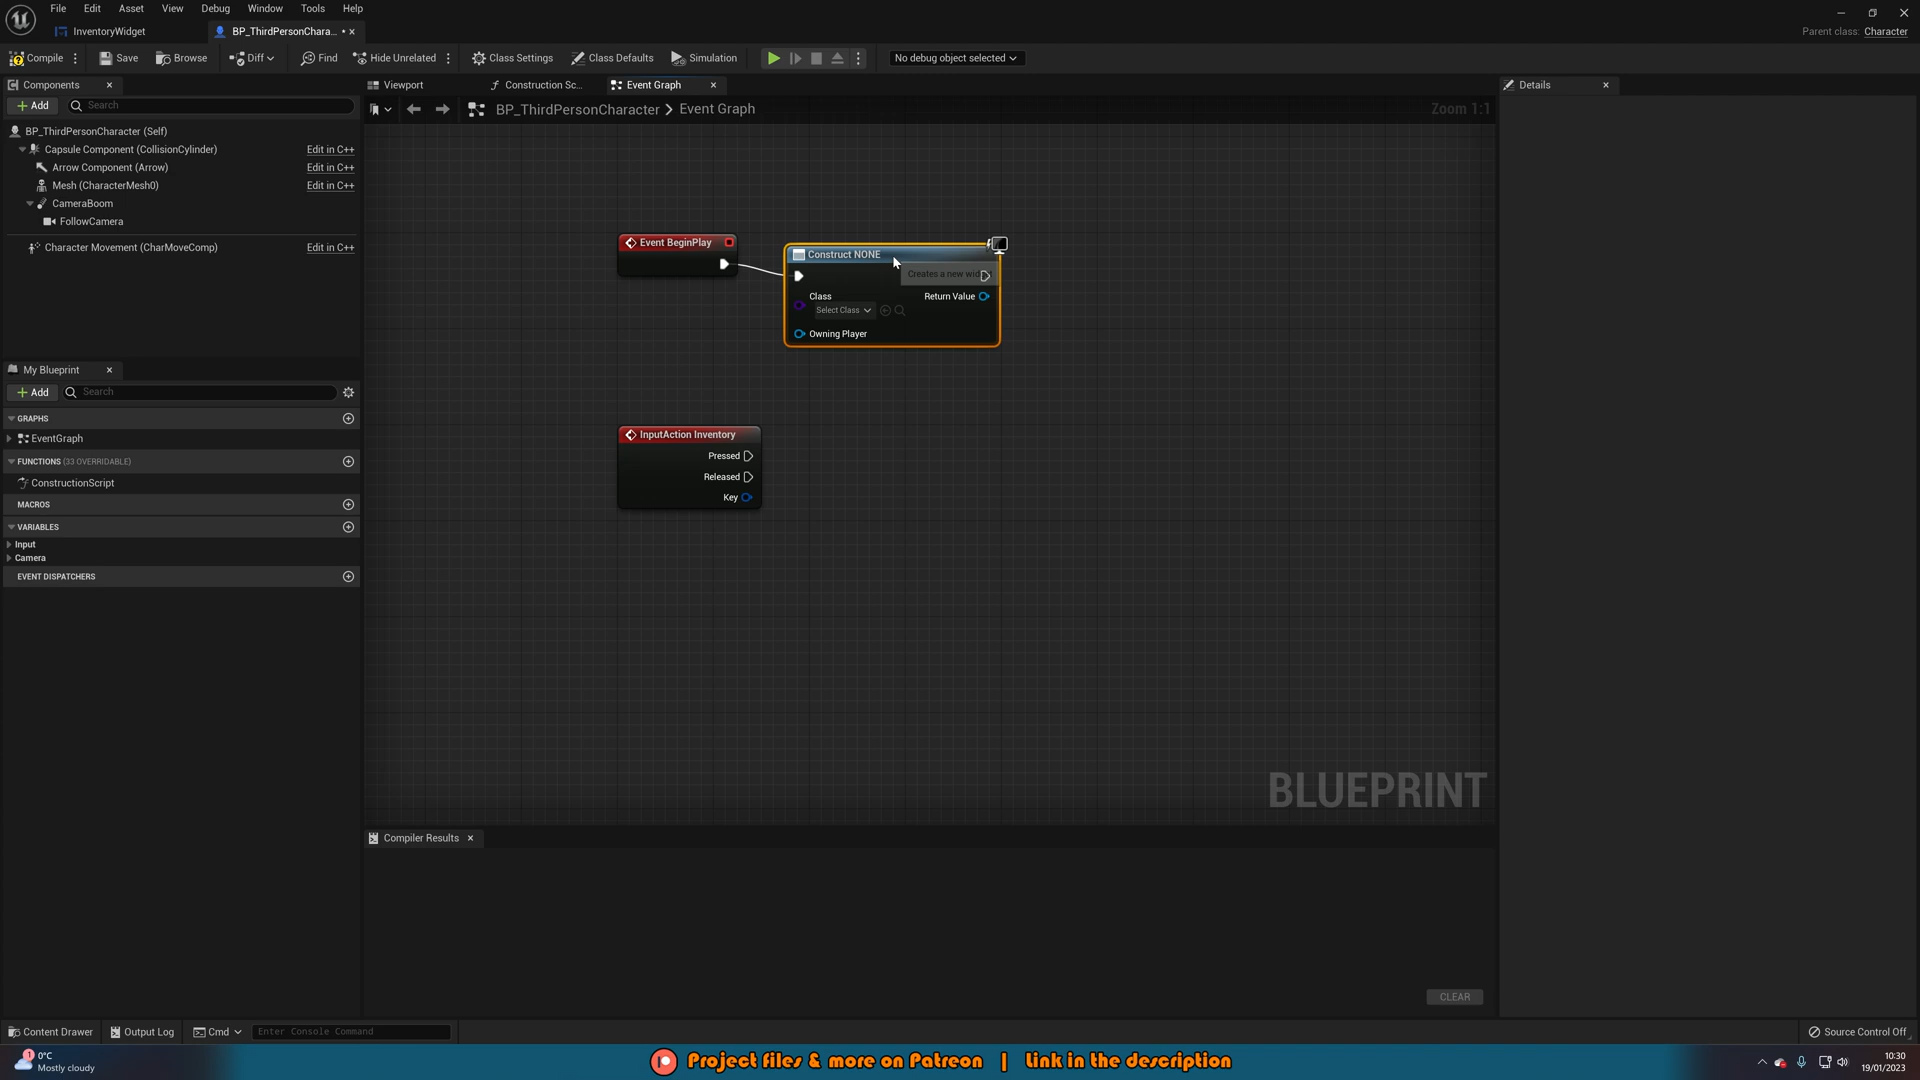 File Edit Asset View Debug Window Tools Help
InventoryWidget BP_ThirdPersonChara...
Parent class: Character
Compile Save Browse Diff Find Hide Unrelated Class Settings Class Defaults Simulation No debug object selected
Components Viewport Construction Sc... Event Graph Details
Add Search
BP_ThirdPersonCharacter > Event Graph Zoom 1:1
BP_ThirdPersonCharacter (Self)
Capsule Component (CollisionCylinder) Edit in C++
Arrow Component (Arrow) Edit in C++
Mesh (CharacterMesh0) Edit in C++
CameraBoom
FollowCamera
Character Movement (CharMoveComp) Edit in C++
Event BeginPlay
Construct NONE
Creates a new wid
Class Return Value
Select Class
Owning Player
My Blueprint
Add Search
GRAPHS
EventGraph
FUNCTIONS (33 OVERRIDABLE)
ConstructionScript
MACROS
VARIABLES
Input
Camera
EVENT DISPATCHERS
InputAction Inventory
Pressed
Released
Key
BLUEPRINT
Compiler Results
CLEAR
Content Drawer Output Log Cmd Enter Console Command Source Control Off
1 0°C
Mostly cloudy
Project files & more on Patreon | Link in the description
10:30
19/01/2023